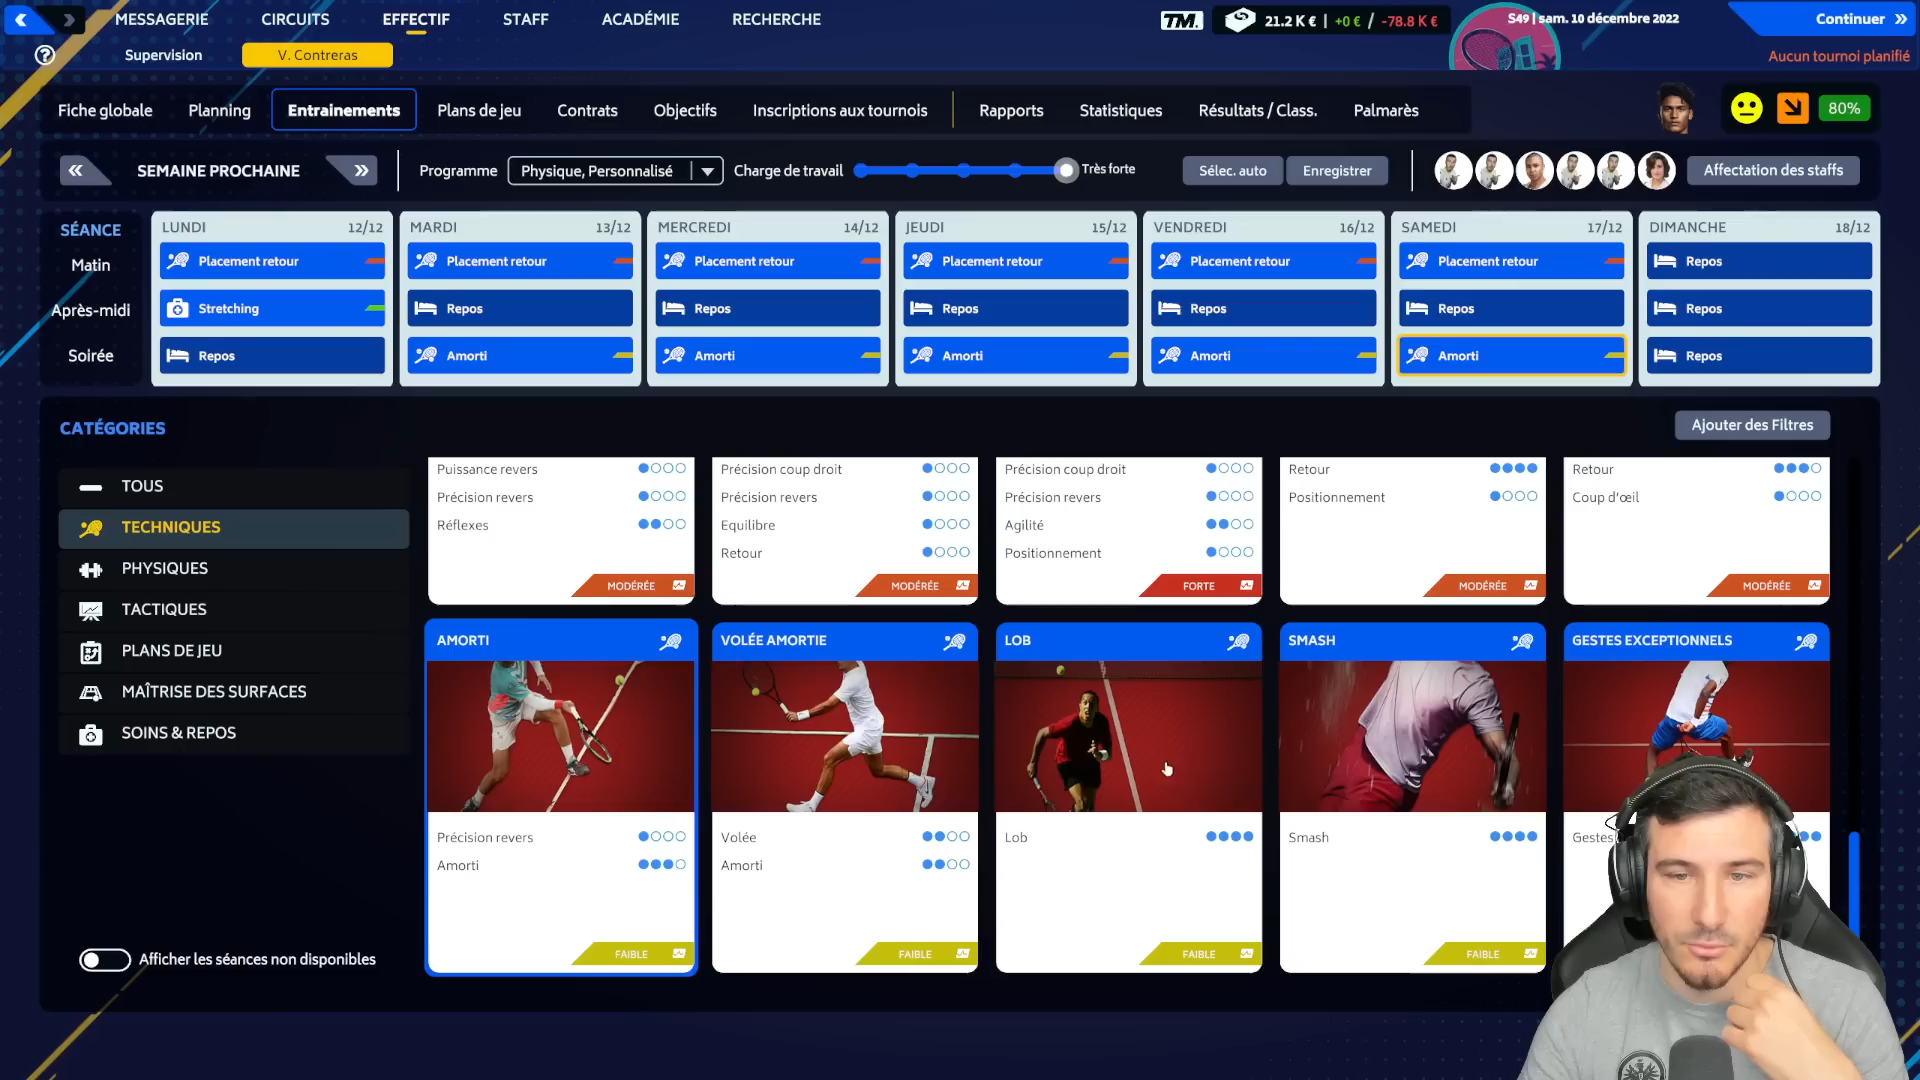 MESSAGERIE
CIRCUITS
EFFECTIF
STAFF
ACADÉMIE
RECHERCHE
TM.
21.2 K € | +0 € / -78.8 K €
S49 | sam. 10 décembre 2022
Continuer
Supervision
V. Contreras
Aucun tournoi planifié
Fiche globale
Planning
Entrainements
Plans de jeu
Contrats
Objectifs
Inscriptions aux tournois
Rapports
Statistiques
Résultats / Class.
Palmarès
80%
SEMAINE PROCHAINE
Programme
Physique, Personnalisé
Charge de travail
Très forte
Sélec. auto
Enregistrer
Affectation des staffs
SÉANCE
Matin
Après-midi
Soirée
LUNDI 12/12
Placement retour
Stretching
Repos
MARDI 13/12
Placement retour
Repos
Amorti
MERCREDI 14/12
Placement retour
Repos
Amorti
JEUDI 15/12
Placement retour
Repos
Amorti
VENDREDI 16/12
Placement retour
Repos
Amorti
SAMEDI 17/12
Placement retour
Repos
Amorti
DIMANCHE 18/12
Repos
Repos
Repos
CATÉGORIES
Ajouter des Filtres
TOUS
TECHNIQUES
PHYSIQUES
TACTIQUES
PLANS DE JEU
MAÎTRISE DES SURFACES
SOINS & REPOS
Afficher les séances non disponibles
Puissance revers
Précision revers
Réflexes
MODÉRÉE
Précision coup droit
Précision revers
Equilibre
Retour
MODÉRÉE
Précision coup droit
Précision revers
Agilité
Positionnement
FORTE
Retour
Positionnement
MODÉRÉE
Retour
Coup d'œil
MODÉRÉE
AMORTI
Précision revers
Amorti
FAIBLE
VOLÉE AMORTIE
Volée
Amorti
FAIBLE
LOB
Lob
FAIBLE
SMASH
Smash
FAIBLE
GESTES EXCEPTIONNELS
Gestes